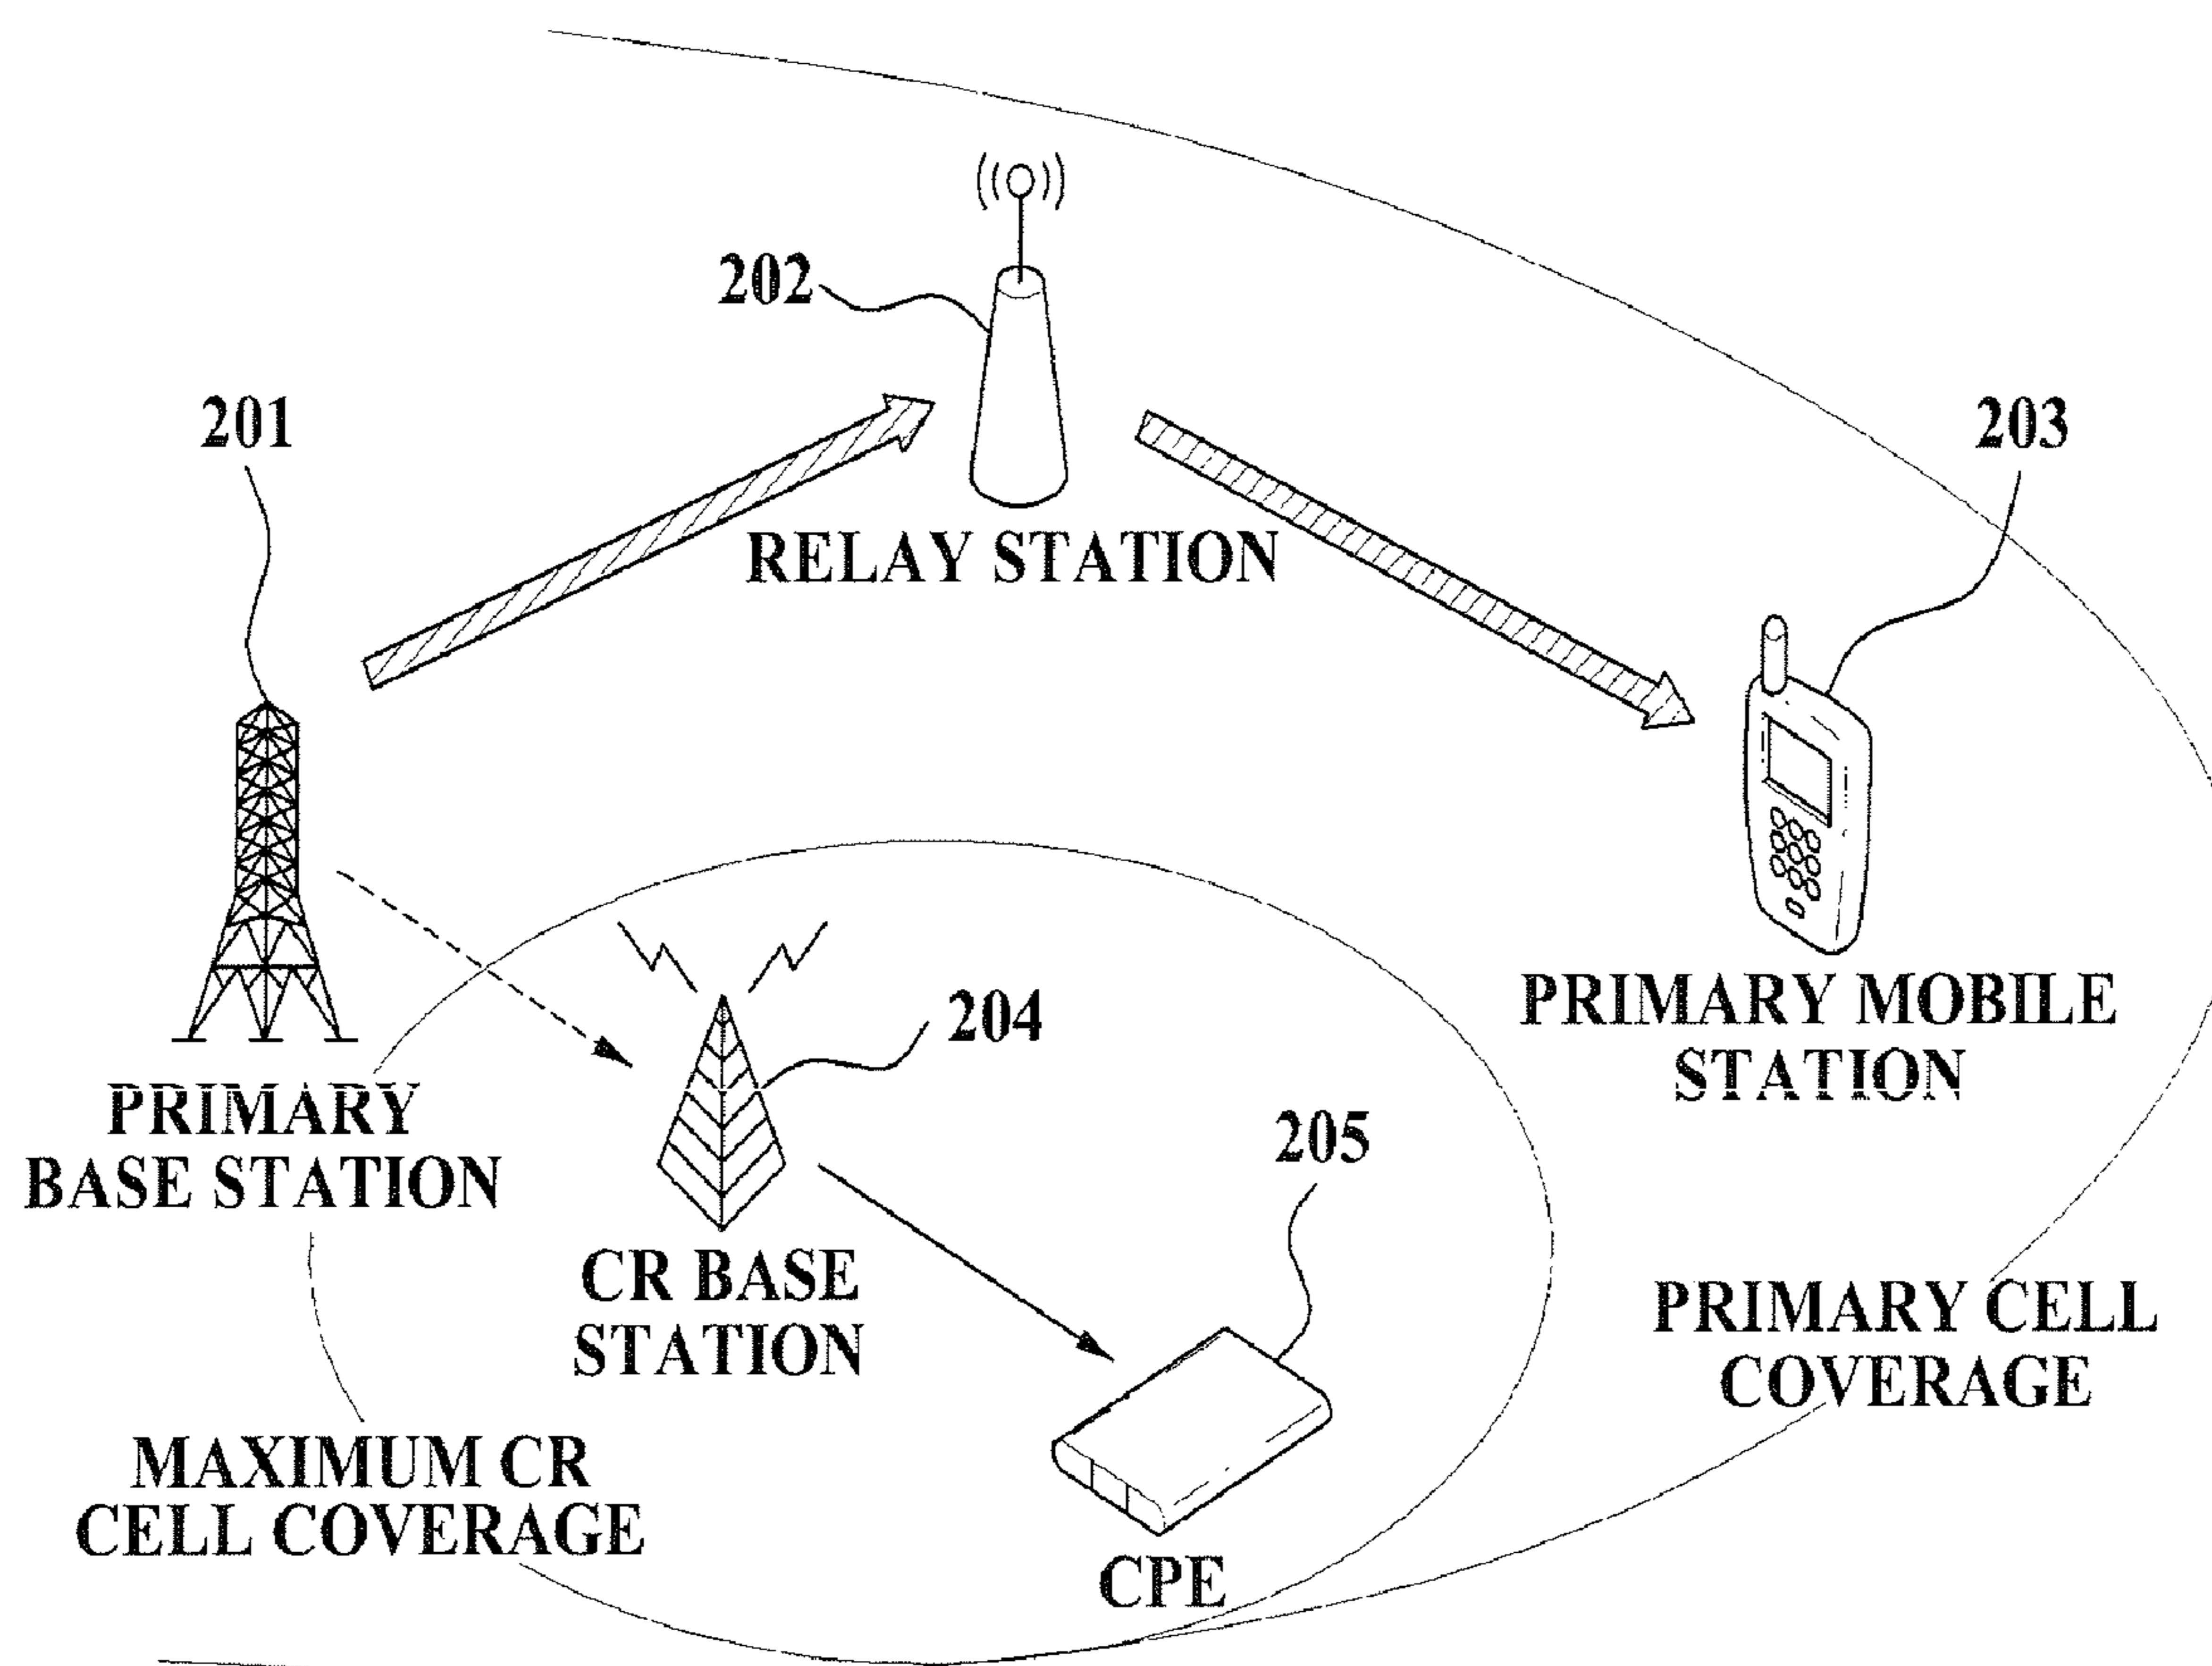 202
201
203
RELAY STATION
204
PRIMARY MOBILE
STATION
PRIMARY
BASE STATION
205
CR BASE
STATION
PRIMARY CELL
COVERAGE
MAXIMUM CR
CELL COVERAGE
CPE